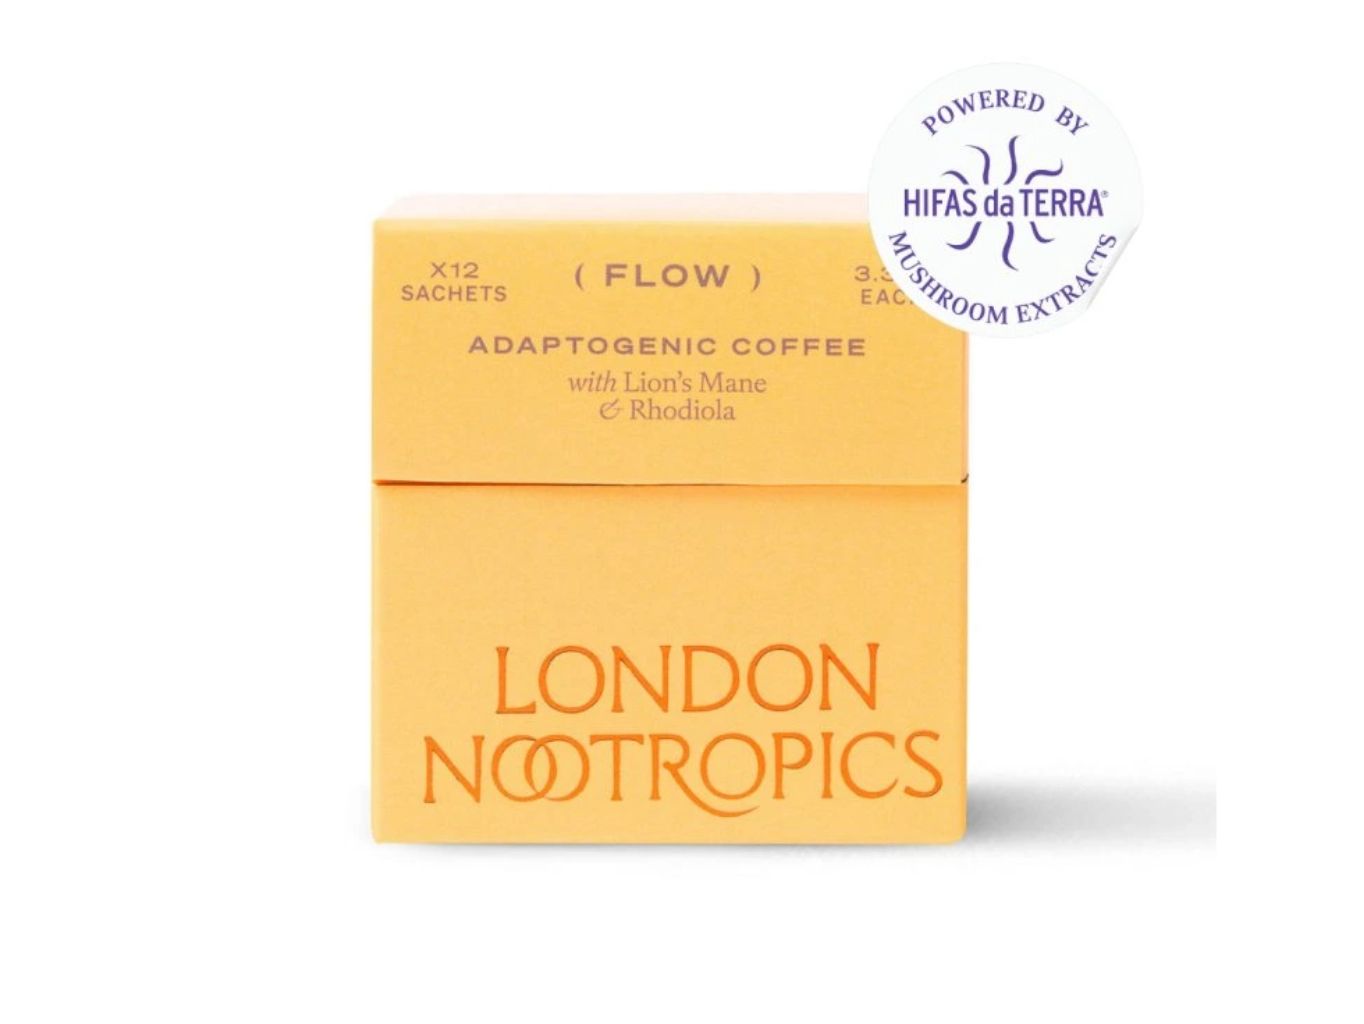 POWERED BY
HIFAS da TERRA®
MUSHROOM EXTRACTS
X12
SACHETS
( FLOW )
ADAPTOGENIC COFFEE
with Lion's Mane
& Rhodiola
LONDON
NOOTROPICS